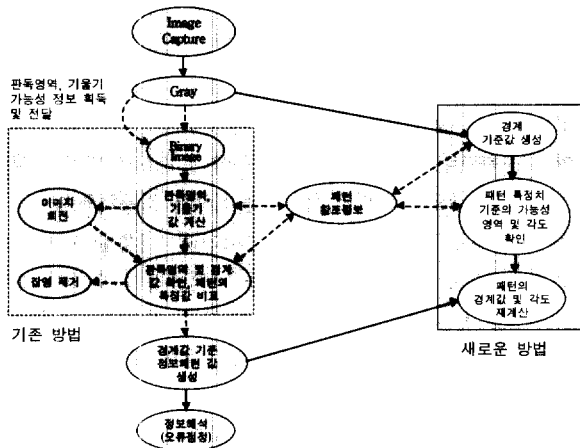 Image
Capture
판독영역, 기울기
가능성 정보 획득
및 전달
Gray
Binary
Image
경계
기준값 생성
이미지
회전
판독영역,
기울기
값 계산
패턴
참조정보
패턴 특정치
기준의 가능성
영역 및 각도
확인
잡영 제거
판독영역 및 경계
값 확인, 패턴의
특정값 비교
패턴의
경계값 및 각도
재계산
기존 방법
새로운 방법
경계값 기준
정보패턴 값
생성
정보해석
(오류정정)